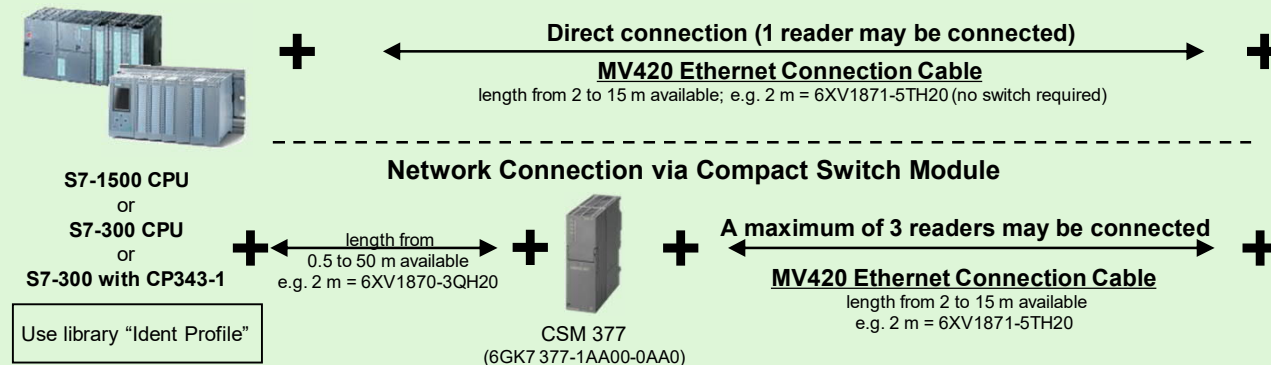 Direct connection (1 reader may be connected)
MV420 Ethernet Connection Cable
length from 2 to 15 m available; e.g. 2 m = 6XV1871-5TH20 (no switch required)
Network Connection via Compact Switch Module
S7-1500 CPU
or
S7-300 CPU
or
S7-300 with CP343-1
Use library “Ident Profile”
length from
0.5 to 50 m available
e.g. 2 m = 6XV1870-3QH20
CSM 377
(6GK7 377-1AA00-0AA0)
A maximum of 3 readers may be connected
MV420 Ethernet Connection Cable
length from 2 to 15 m available
e.g. 2 m = 6XV1871-5TH20